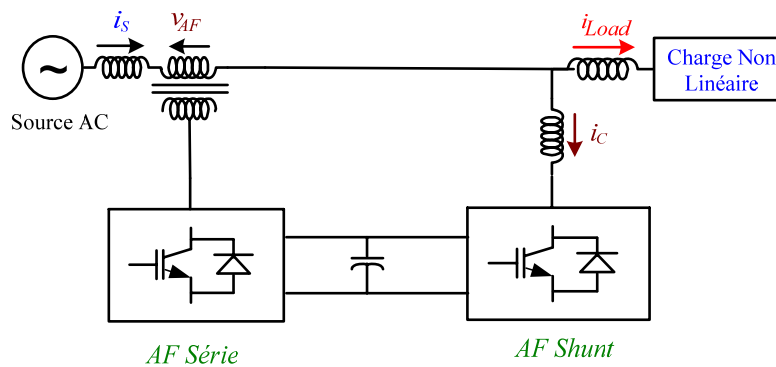 i_S
v_AF
i_Load
Charge Non
Linéaire
~
Source AC
i_C
AF Série
AF Shunt